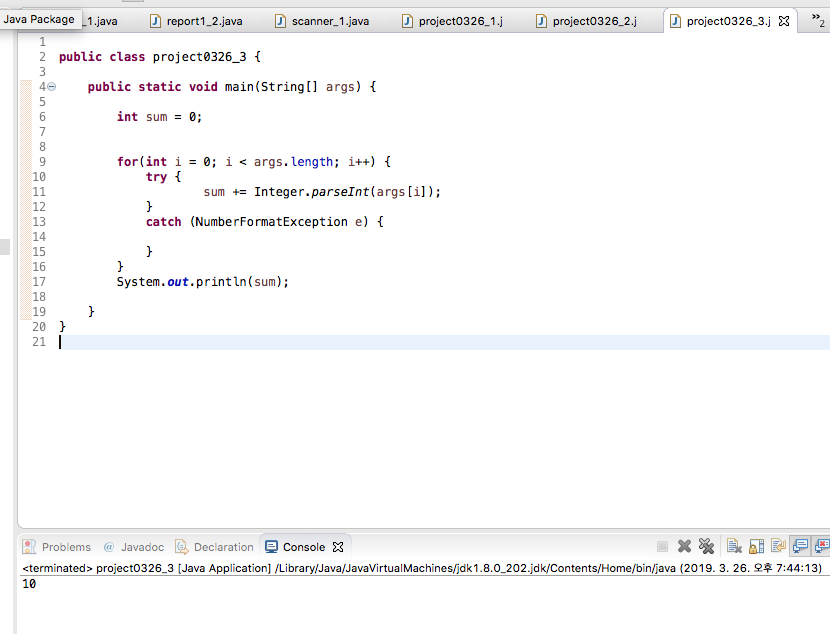 Java Package
_1.java
report1_2.java
scanner_1.java
project0326_1.j
project0326_2.j
project0326_3.j
»2
1
2 public class project0326_3 {
3
4 public static void main(String[] args) {
5
6 int sum = 0;
7
8
9 for(int i = 0; i < args.length; i++) {
10 try {
11 sum += Integer.parseInt(args[i]);
12 }
13 catch (NumberFormatException e) {
14
15 }
16 }
17 System.out.println(sum);
18
19 }
20 }
21
Problems @ Javadoc Declaration Console
<terminated> project0326_3 [Java Application] /Library/Java/JavaVirtualMachines/jdk1.8.0_202.jdk/Contents/Home/bin/java (2019. 3. 26. 오후 7:44:13)
10